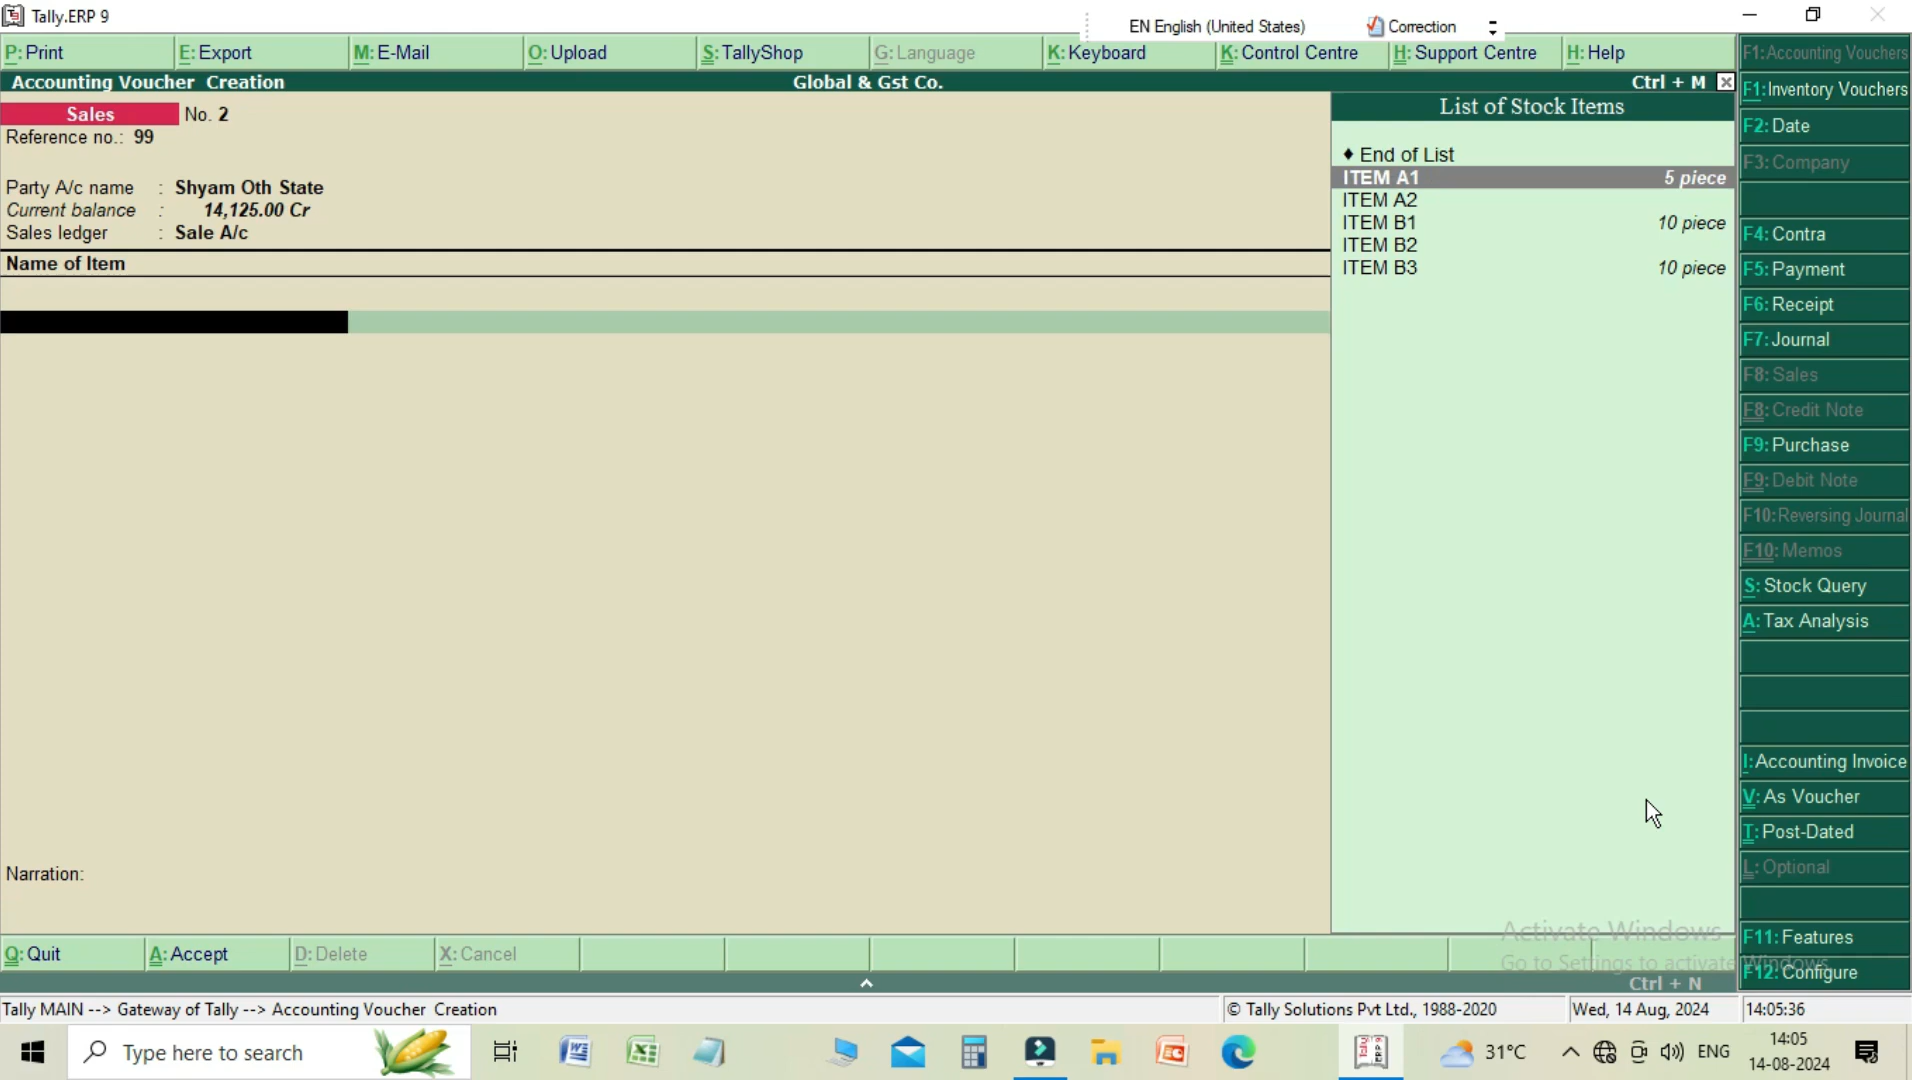 Tally.ERP 9
EN English (United States) Correction
P: Print E: Export M: E-Mail O: Upload S: TallyShop G: Language K: Keyboard K: Control Centre H: Support Centre H: Help
Accounting Voucher Creation Global & Gst Co. Ctrl + M
Sales No. 2
Reference no.: 99
Party A/c name : Shyam Oth State
Current balance : 14,125.00 Cr
Sales ledger : Sale A/c
Name of Item
Narration:
List of Stock Items
♦ End of List
ITEM A1 5 piece
ITEM A2
ITEM B1 10 piece
ITEM B2
ITEM B3 10 piece
F1: Accounting Vouchers
F1: Inventory Vouchers
F2: Date
F3: Company
F4: Contra
F5: Payment
F6: Receipt
F7: Journal
F8: Sales
F8: Credit Note
F9: Purchase
F9: Debit Note
F10: Reversing Journal
F10: Memos
S: Stock Query
A: Tax Analysis
I: Accounting Invoice
V: As Voucher
T: Post-Dated
L: Optional
F11: Features
F12: Configure
Activate Windows
Go to Settings to activate Windows.
Q: Quit A: Accept D: Delete X: Cancel
Ctrl + N
Tally MAIN --> Gateway of Tally --> Accounting Voucher Creation © Tally Solutions Pvt Ltd., 1988-2020 Wed, 14 Aug, 2024 14:05:36
Type here to search 31°C ENG 14:05
14-08-2024